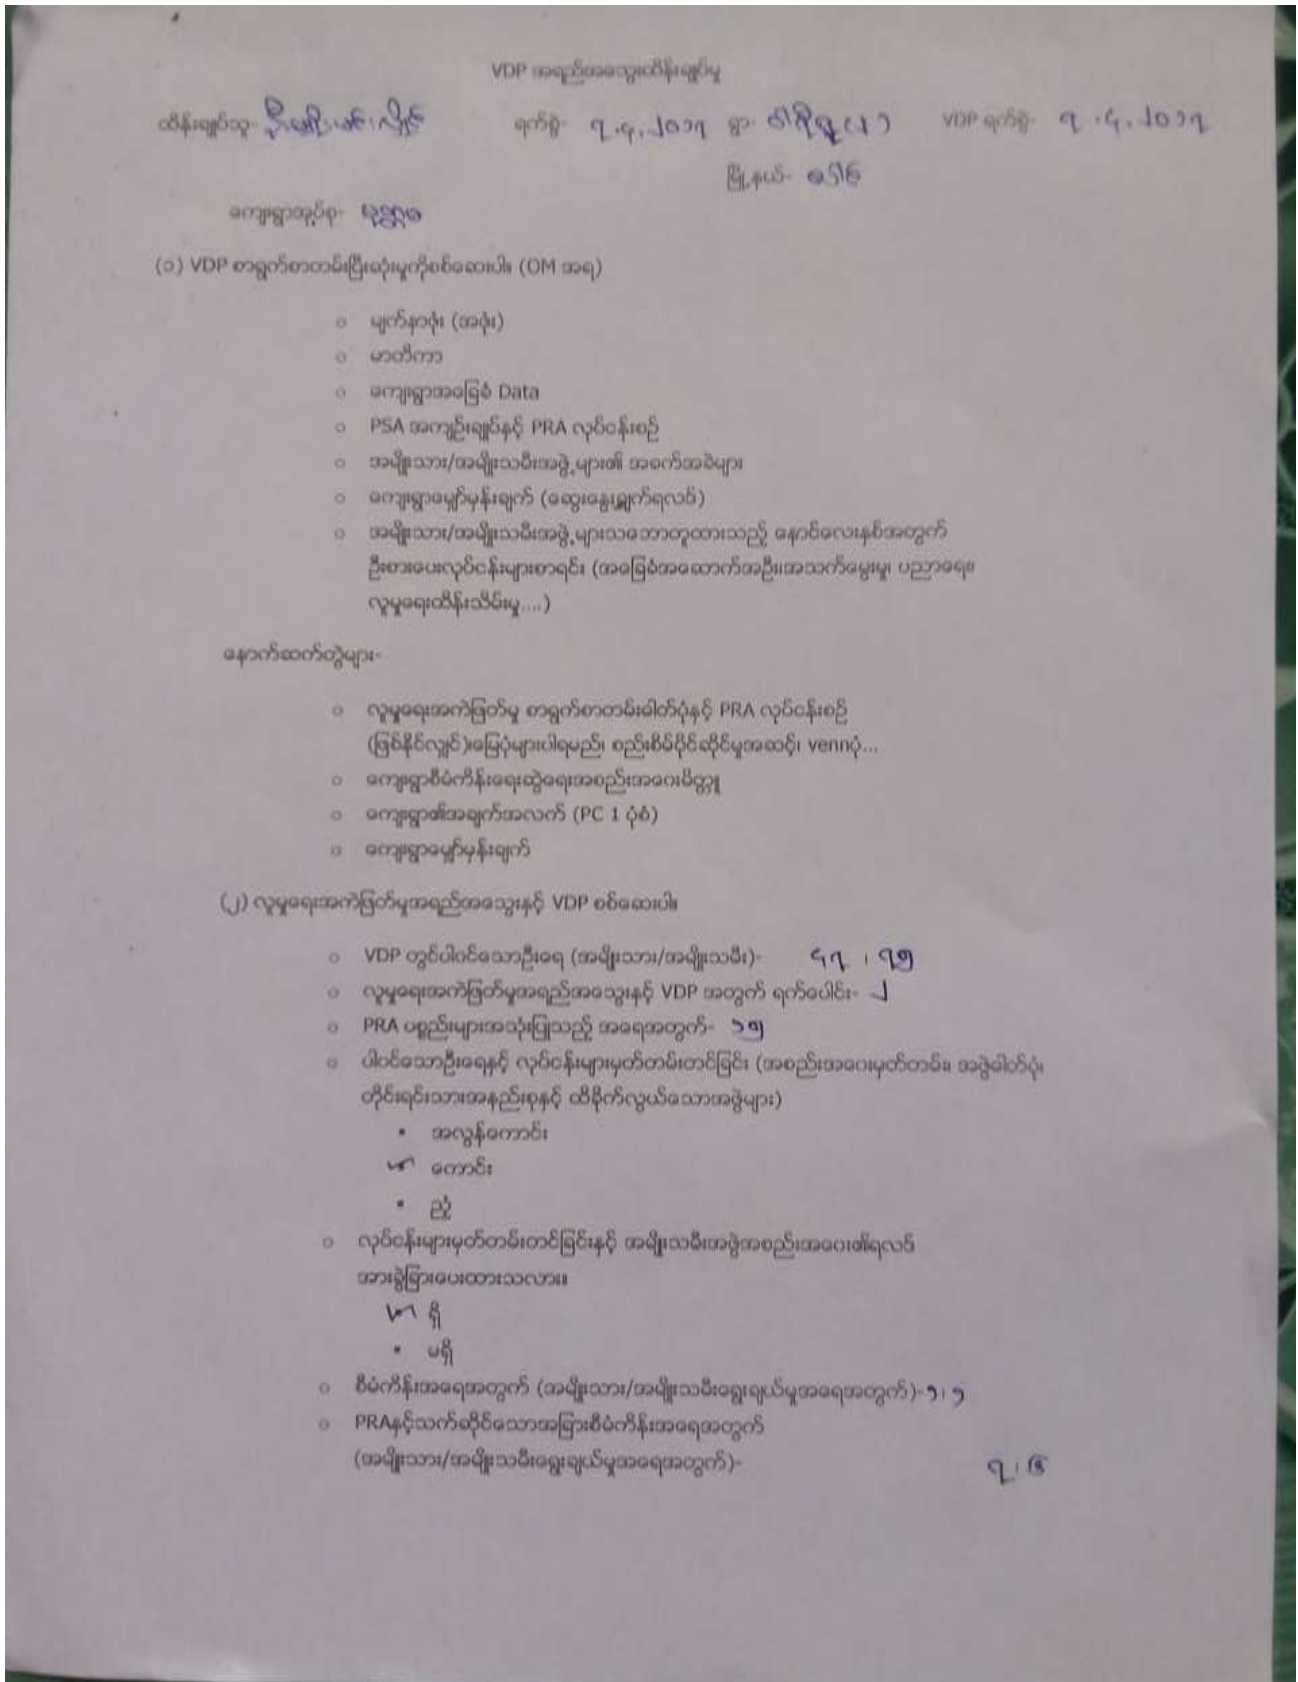 VDP အရည်အသွေးထိန်းချုပ်မှု
ထိန်းချုပ်သူ- ဦးမျိုးမင်းလှိုင် ရက်စွဲ- ၇.၄.၂၀၁၇ ရွာ- VDP ရက်စွဲ- ၇.၄.၂၀၁၇
မြို့နယ်-
ကျေးရွာအုပ်စု-
(၁) VDP စာရွက်စာတမ်းပြီးဆုံးမှုကိုစစ်ဆေးပါ။ (OM အရ)
○ မျက်နှာဖုံး (အဖုံး)
○ မာတိကာ
○ ကျေးရွာအခြေခံ Data
○ PSA အကျဉ်းချုပ်နှင့် PRA လုပ်ငန်းစဉ်
○ အမျိုးသား/အမျိုးသမီးအဖွဲ့များ၏ အခက်အခဲများ
○ ကျေးရွာမျှော်မှန်းချက် (ဆွေးနွေးချက်ရလဒ်)
○ အမျိုးသား/အမျိုးသမီးအဖွဲ့များသဘောတူထားသည့် နောင်လေးနှစ်အတွက်
ဦးစားပေးလုပ်ငန်းများစာရင်း (အခြေခံအဆောက်အဦး၊အသက်မွေးမှု၊ ပညာရေး၊
လူမှုရေးထိန်းသိမ်းမှု....)
နောက်ဆက်တွဲများ-
○ လူမှုရေးအကဲဖြတ်မှု စာရွက်စာတမ်းဓါတ်ပုံနှင့် PRA လုပ်ငန်းစဉ်
(ဖြစ်နိုင်လျှင်)၊မြေပုံများပါရမည်၊ စည်းစိမ်ပိုင်ဆိုင်မှုအဆင့်၊ vennပုံ...
○ ကျေးရွာစီမံကိန်းရေးဆွဲရေးအစည်းအဝေးမိတ္တူ
○ ကျေးရွာ၏အချက်အလက် (PC 1 ပုံစံ)
○ ကျေးရွာမျှော်မှန်းချက်
(၂) လူမှုရေးအကဲဖြတ်မှုအရည်အသွေးနှင့် VDP စစ်ဆေးပါ။
○ VDP တွင်ပါဝင်သောဦးရေ (အမျိုးသား/အမျိုးသမီး)- ၄၇ ၊ ၇၅
○ လူမှုရေးအကဲဖြတ်မှုအရည်အသွေးနှင့် VDP အတွက် ရက်ပေါင်း- ၂
○ PRA ပစ္စည်းများအသုံးပြုသည့် အရေအတွက်- ၁၅
○ ပါဝင်သောဦးရေနှင့် လုပ်ငန်းများမှတ်တမ်းတင်ခြင်း (အစည်းအဝေးမှတ်တမ်း၊ အဖွဲ့ဓါတ်ပုံ၊
တိုင်းရင်းသားအနည်းစုနှင့် ထိခိုက်လွယ်သောအဖွဲ့များ)
▪ အလွန်ကောင်း
ကောင်း
▪ ညံ့
○ လုပ်ငန်းများမှတ်တမ်းတင်ခြင်းနှင့် အမျိုးသမီးအဖွဲ့အစည်းအဝေး၏ရလဒ်
အားခွဲခြားပေးထားသလား။
ရှိ
▪ မရှိ
○ စီမံကိန်းအရေအတွက် (အမျိုးသား/အမျိုးသမီးရွေးချယ်မှုအရေအတွက်)-၁၊ ၁
○ PRAနှင့်သက်ဆိုင်သောအခြားစီမံကိန်းအရေအတွက်
(အမျိုးသား/အမျိုးသမီးရွေးချယ်မှုအရေအတွက်)- ၇ ၊ ၆